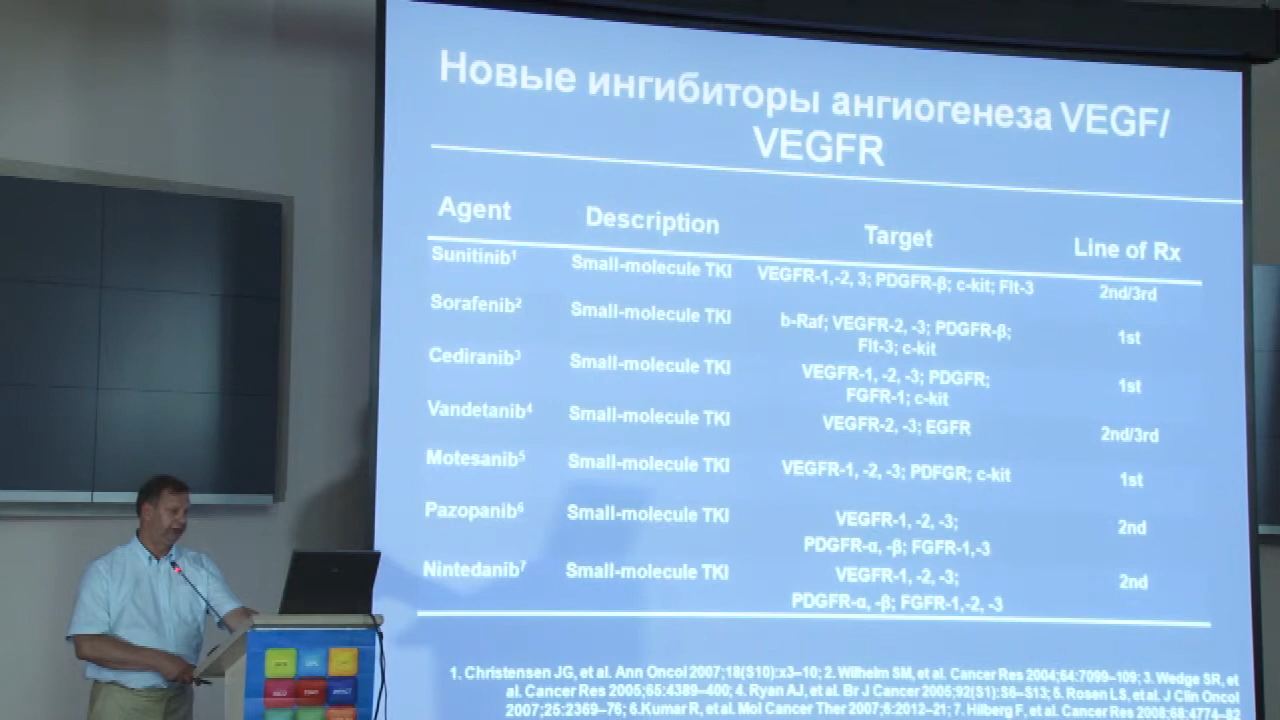 Новые ингибиторы ангиогенеза VEGF/
VEGFR
Agent Description Target Line of Rx
Sunitinib¹ Small-molecule TKI VEGFR-1,-2, 3; PDGFR-β; c-kit; Flt-3 2nd/3rd
Sorafenib² Small-molecule TKI b-Raf; VEGFR-2, -3; PDGFR-β; 1st
Flt-3; c-kit
Cediranib³ Small-molecule TKI VEGFR-1, -2, -3; PDGFR; 1st
FGFR-1; c-kit
Vandetanib⁴ Small-molecule TKI VEGFR-2, -3; EGFR 2nd/3rd
Motesanib⁵ Small-molecule TKI VEGFR-1, -2, -3; PDFGR; c-kit 1st
Pazopanib⁶ Small-molecule TKI VEGFR-1, -2, -3; 2nd
PDGFR-α, -β; FGFR-1,-3
Nintedanib⁷ Small-molecule TKI VEGFR-1, -2, -3; 2nd
PDGFR-α, -β; FGFR-1,-2, -3
1. Christensen JG, et al. Ann Oncol 2007;18(S10):x3–10; 2. Wilhelm SM, et al. Cancer Res 2004;64:7099–109; 3. Wedge SR, et
al. Cancer Res 2005;65:4389–400; Ryan AJ, et al. Br J Cancer 2005;92(S1):S6–S13; Rosen LS, et al. J Clin Oncol
2007;25:2369–76; 6.Kumar R, et al. Mol Cancer Ther 2007;6:2012–21; 7. Hilberg F, et al. Cancer Res 2008;68:4774–82